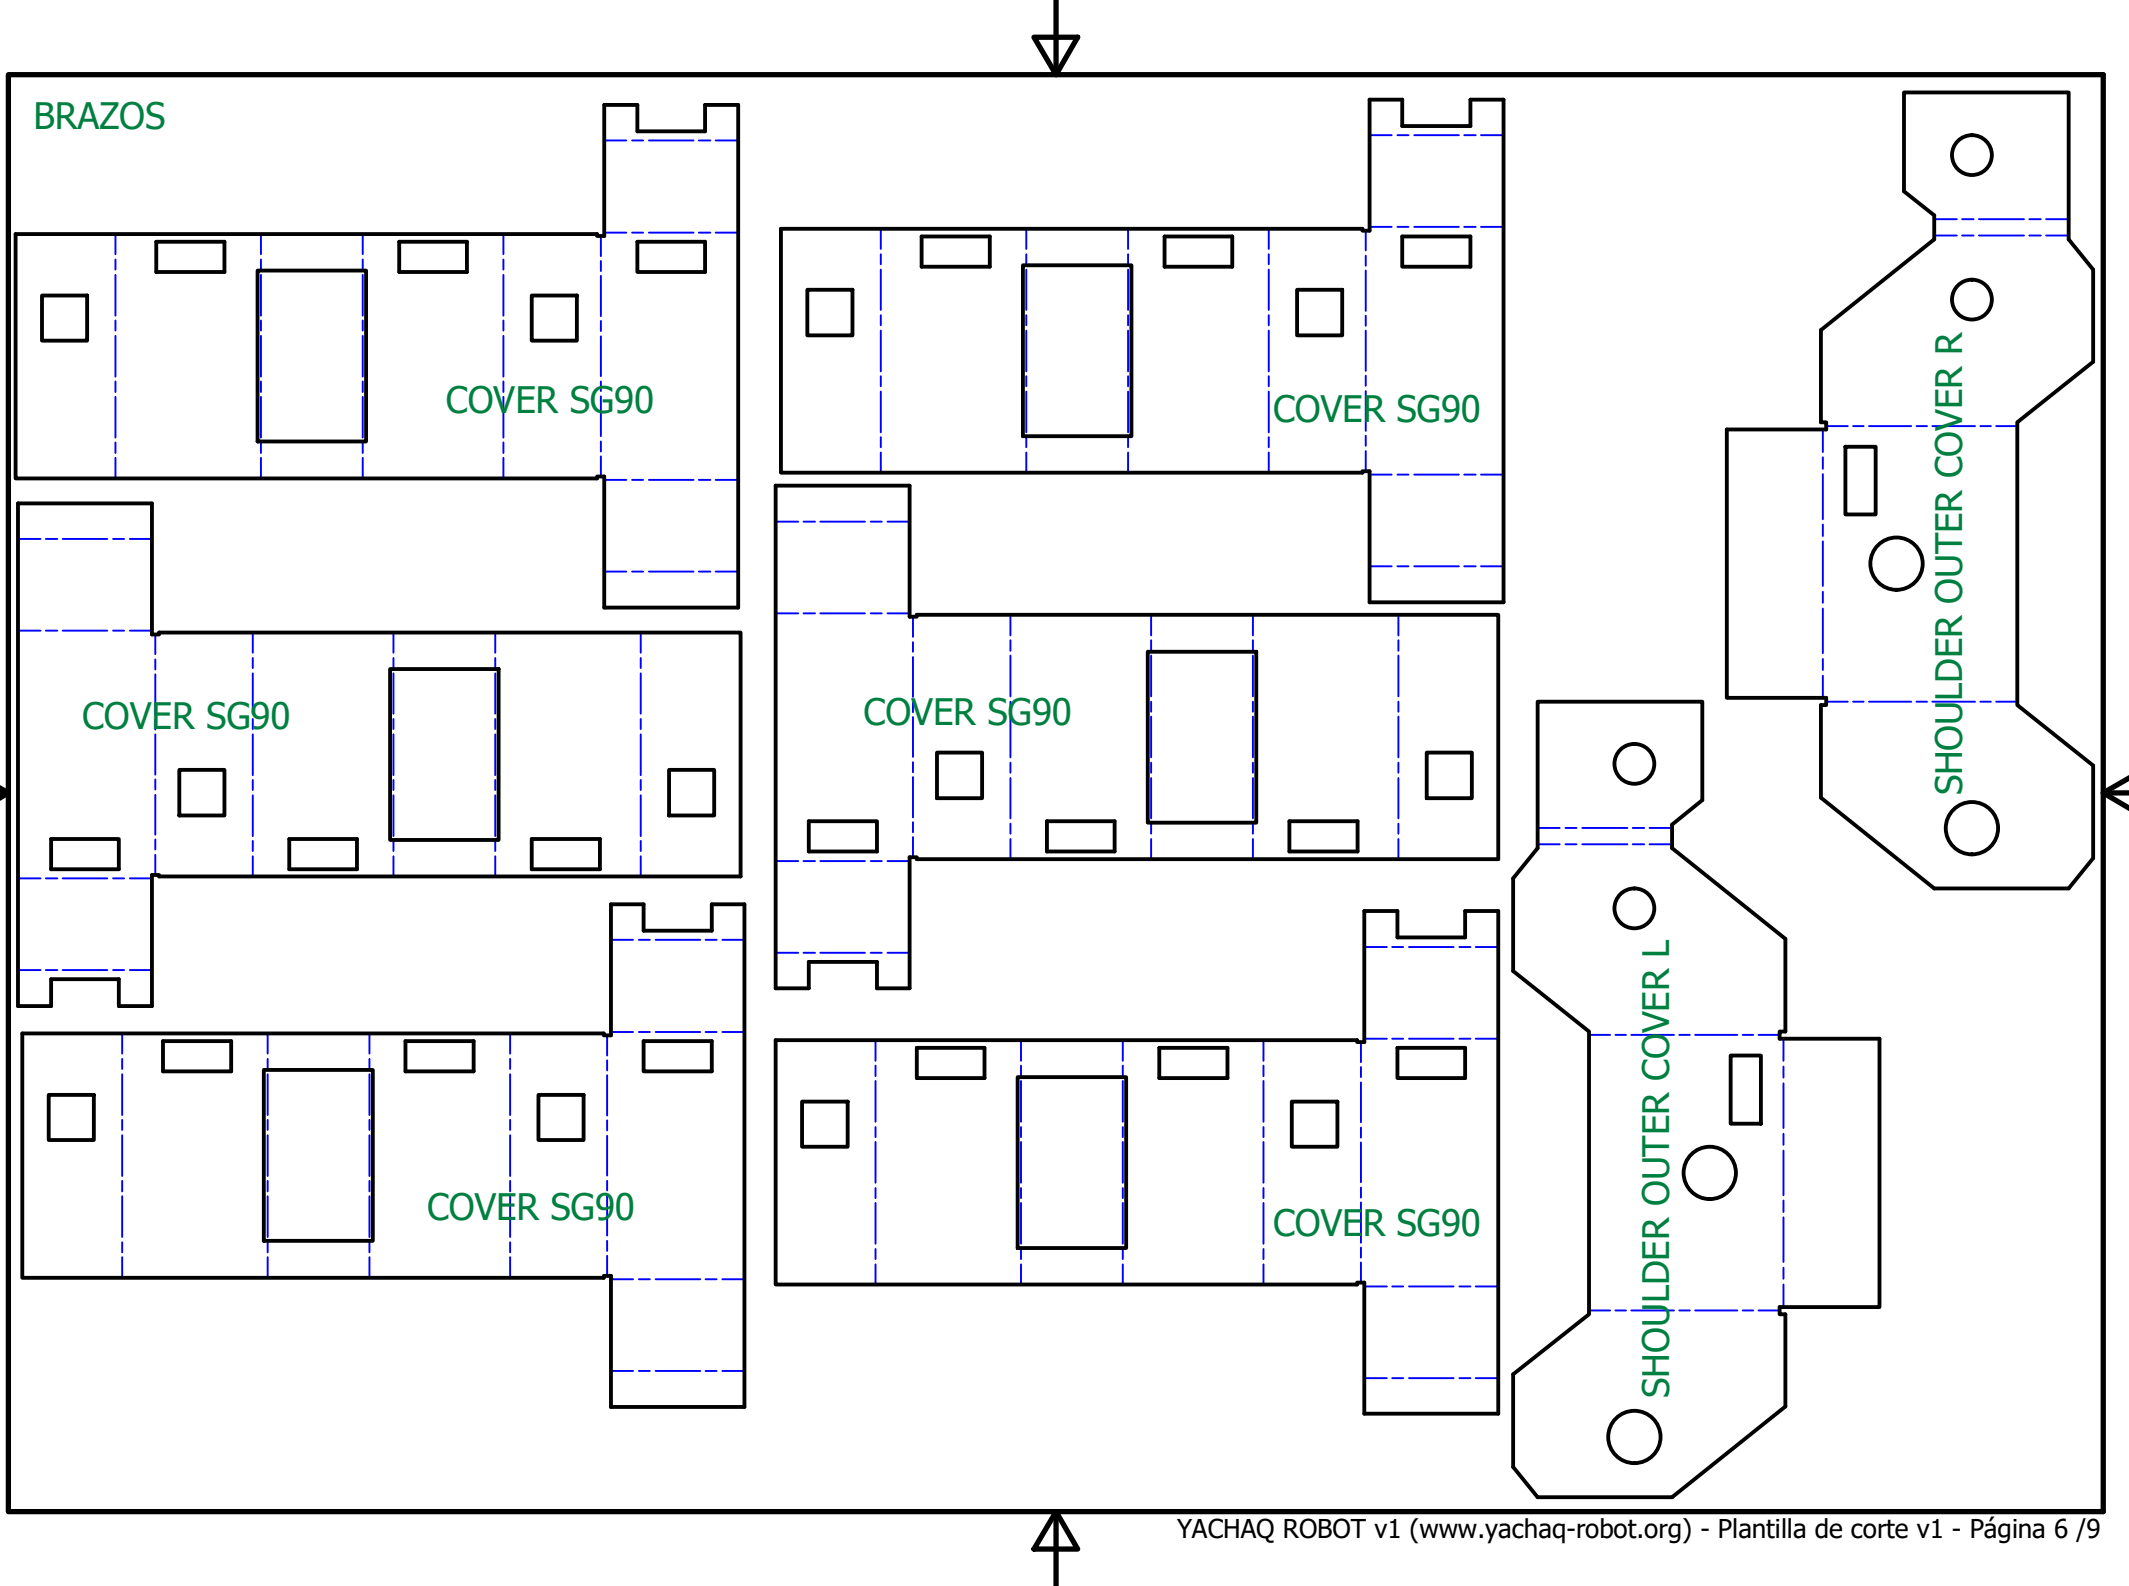 BRAZOS
COVER SG90
COVER SG90
SHOULDER OUTER COVER R
COVER SG90
COVER SG90
SHOULDER OUTER COVER L
COVER SG90
COVER SG90
YACHAQ ROBOT v1 (www.yachaq-robot.org) - Plantilla de corte v1 - Página 6 /9